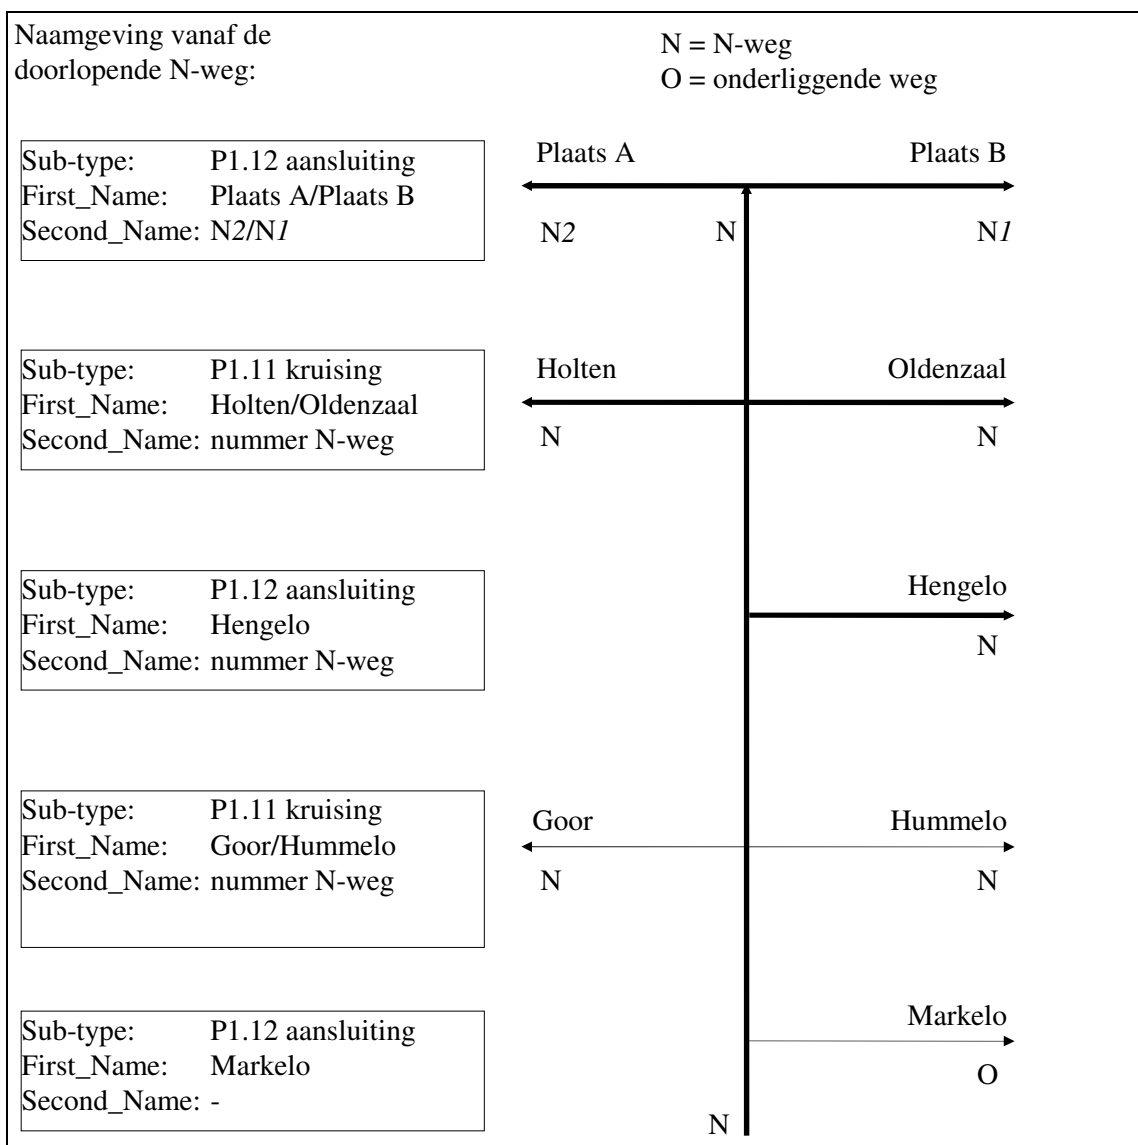 Naamgeving vanaf de
doorlopende N-weg:
N = N-weg
O = onderliggende weg
Sub-type: P1.12 aansluiting
First_Name: Plaats A/Plaats B
Second_Name: N2/N1
Plaats A Plaats B
N2 N N1
Sub-type: P1.11 kruising
First_Name: Holten/Oldenzaal
Second_Name: nummer N-weg
Holten Oldenzaal
N N
Sub-type: P1.12 aansluiting
First_Name: Hengelo
Second_Name: nummer N-weg
Hengelo
N
Sub-type: P1.11 kruising
First_Name: Goor/Hummelo
Second_Name: nummer N-weg
Goor Hummelo
N N
Sub-type: P1.12 aansluiting
First_Name: Markelo
Second_Name: -
Markelo
O
N